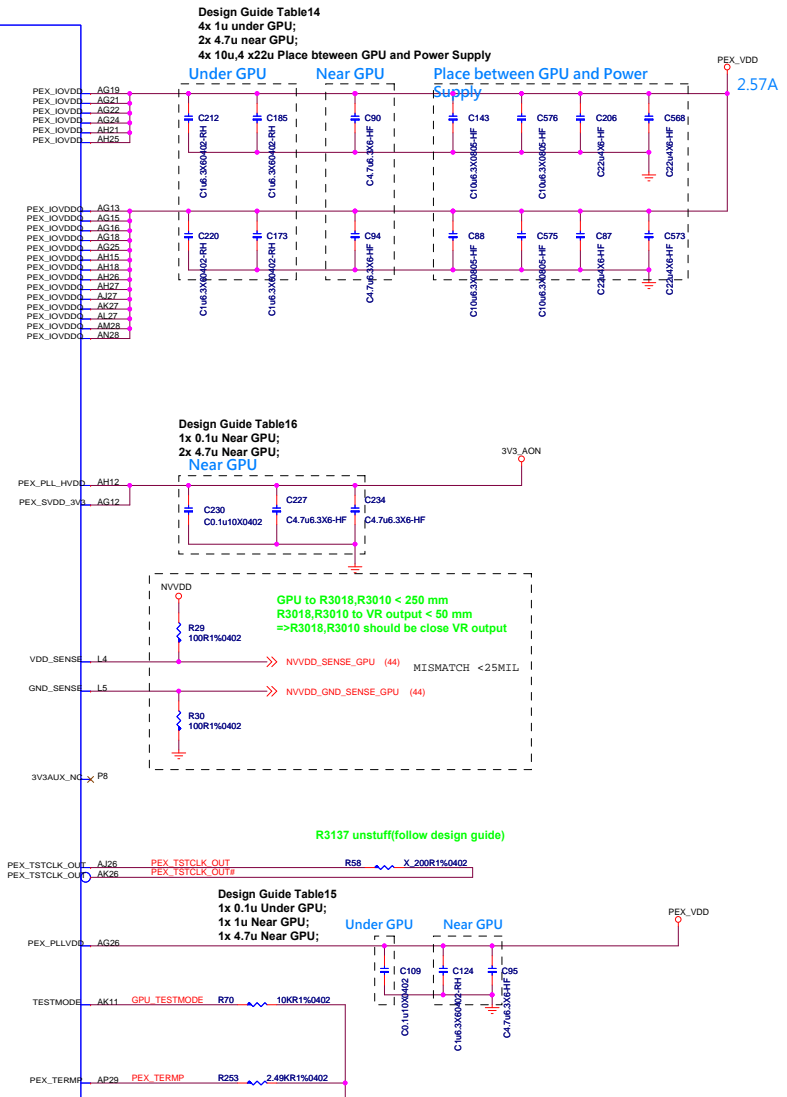 Design Guide Table14
4x 1u under GPU;
2x 4.7u near GPU;
4x 10u,4 x22u Place bteween GPU and Power Supply
Under GPU
Near GPU
Place between GPU and Power
Supply
PEX_VDD
2.57A
PEX_IOVDD AG19
PEX_IOVDD AG21
PEX_IOVDD AG22
PEX_IOVDD AG24
PEX_IOVDD AH21
PEX_IOVDD AH25
C212
C1u6.3X60402-RH
C185
C1u6.3X60402-RH
C90
C4.7u6.3X6-HF
C143
C10u6.3X0805-HF
C576
C10u6.3X0805-HF
C206
C22u4X6-HF
C568
C22u4X6-HF
PEX_IOVDDQ AG13
PEX_IOVDDQ AG15
PEX_IOVDDQ AG16
PEX_IOVDDQ AG18
PEX_IOVDDQ AG25
PEX_IOVDDQ AH15
PEX_IOVDDQ AH18
PEX_IOVDDQ AH26
PEX_IOVDDQ AH27
PEX_IOVDDQ AJ27
PEX_IOVDDQ AK27
PEX_IOVDDQ AL27
PEX_IOVDDQ AM28
PEX_IOVDDQ AN28
C220
C1u6.3X60402-RH
C173
C1u6.3X60402-RH
C94
C4.7u6.3X6-HF
C88
C10u6.3X0805-HF
C575
C10u6.3X0805-HF
C87
C22u4X6-HF
C573
C22u4X6-HF
Design Guide Table16
1x 0.1u Near GPU;
2x 4.7u Near GPU;
Near GPU
3V3_AON
PEX_PLL_HVDD AH12
PEX_SVDD_3V3 AG12
C230
C0.1u10X0402
C227
C4.7u6.3X6-HF
C234
C4.7u6.3X6-HF
NVVDD
GPU to R3018,R3010 < 250 mm
R3018,R3010 to VR output < 50 mm
=>R3018,R3010 should be close VR output
R29
100R1%0402
VDD_SENSE L4
NVVDD_SENSE_GPU (44)
MISMATCH <25MIL
GND_SENSE L5
NVVDD_GND_SENSE_GPU (44)
R30
100R1%0402
3V3AUX_NC P8
R3137 unstuff(follow design guide)
PEX_TSTCLK_OUT AJ26 PEX_TSTCLK_OUT
R58 X_200R1%0402
PEX_TSTCLK_OUT AK26 PEX_TSTCLK_OUT#
Design Guide Table15
1x 0.1u Under GPU;
1x 1u Near GPU;
1x 4.7u Near GPU;
Under GPU
Near GPU
PEX_VDD
PEX_PLLVDD AG26
C109
C0.1u10X0402
C124
C1u6.3X60402-RH
C95
C4.7u6.3X6-HF
TESTMODE AK11 GPU_TESTMODE R70 10KR1%0402
PEX_TERMP AP29 PEX_TERMP R253 2.49KR1%0402